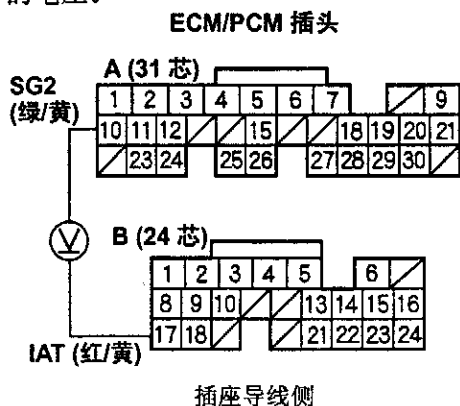 的电压。
ECM/PCM 插头
A (31 芯)
SG2
(绿/黄)
1 2 3 4 5 6 7 9
10 11 12 15 18 19 20 21
23 24 25 26 27 28 29 30
V
B (24 芯)
1 2 3 4 5 6
8 9 10 13 14 15 16
17 18 21 22 23 24
IAT (红/黄)
插座导线侧